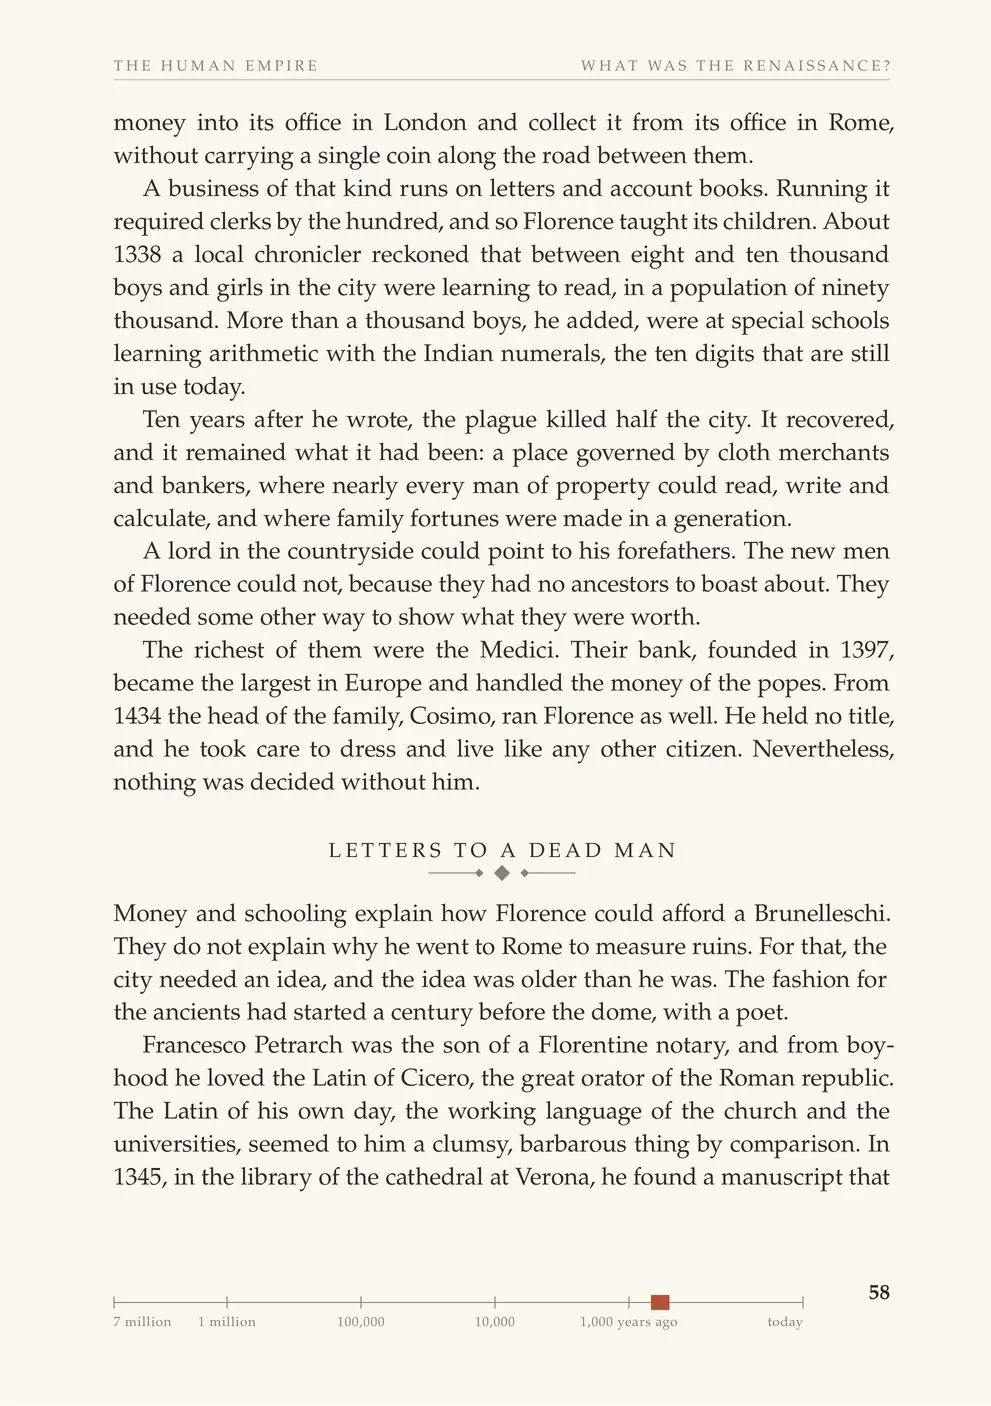 THE HUMAN EMPIRE
WHAT WAS THE RENAISSANCE?
money into its office in London and collect it from its office in Rome,
without carrying a single coin along the road between them.
A business of that kind runs on letters and account books. Running it
required clerks by the hundred, and so Florence taught its children. About
1338 a local chronicler reckoned that between eight and ten thousand
boys and girls in the city were learning to read, in a population of ninety
thousand. More than a thousand boys, he added, were at special schools
learning arithmetic with the Indian numerals, the ten digits that are still
in use today.
Ten years after he wrote, the plague killed half the city. It recovered,
and it remained what it had been: a place governed by cloth merchants
and bankers, where nearly every man of property could read, write and
calculate, and where family fortunes were made in a generation.
A lord in the countryside could point to his forefathers. The new men
of Florence could not, because they had no ancestors to boast about. They
needed some other way to show what they were worth.
The richest of them were the Medici. Their bank, founded in 1397,
became the largest in Europe and handled the money of the popes. From
1434 the head of the family, Cosimo, ran Florence as well. He held no title,
and he took care to dress and live like any other citizen. Nevertheless,
nothing was decided without him.
LETTERS TO A DEAD MAN
Money and schooling explain how Florence could afford a Brunelleschi.
They do not explain why he went to Rome to measure ruins. For that, the
city needed an idea, and the idea was older than he was. The fashion for
the ancients had started a century before the dome, with a poet.
Francesco Petrarch was the son of a Florentine notary, and from boy-
hood he loved the Latin of Cicero, the great orator of the Roman republic.
The Latin of his own day, the working language of the church and the
universities, seemed to him a clumsy, barbarous thing by comparison. In
1345, in the library of the cathedral at Verona, he found a manuscript that
58
7 million
1 million
100,000
10,000
1,000 years ago
today